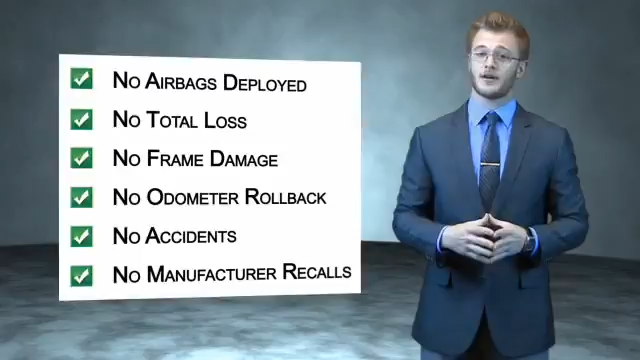 No Airbags Deployed
No Total Loss
No Frame Damage
No Odometer Rollback
No Accidents
No Manufacturer Recalls